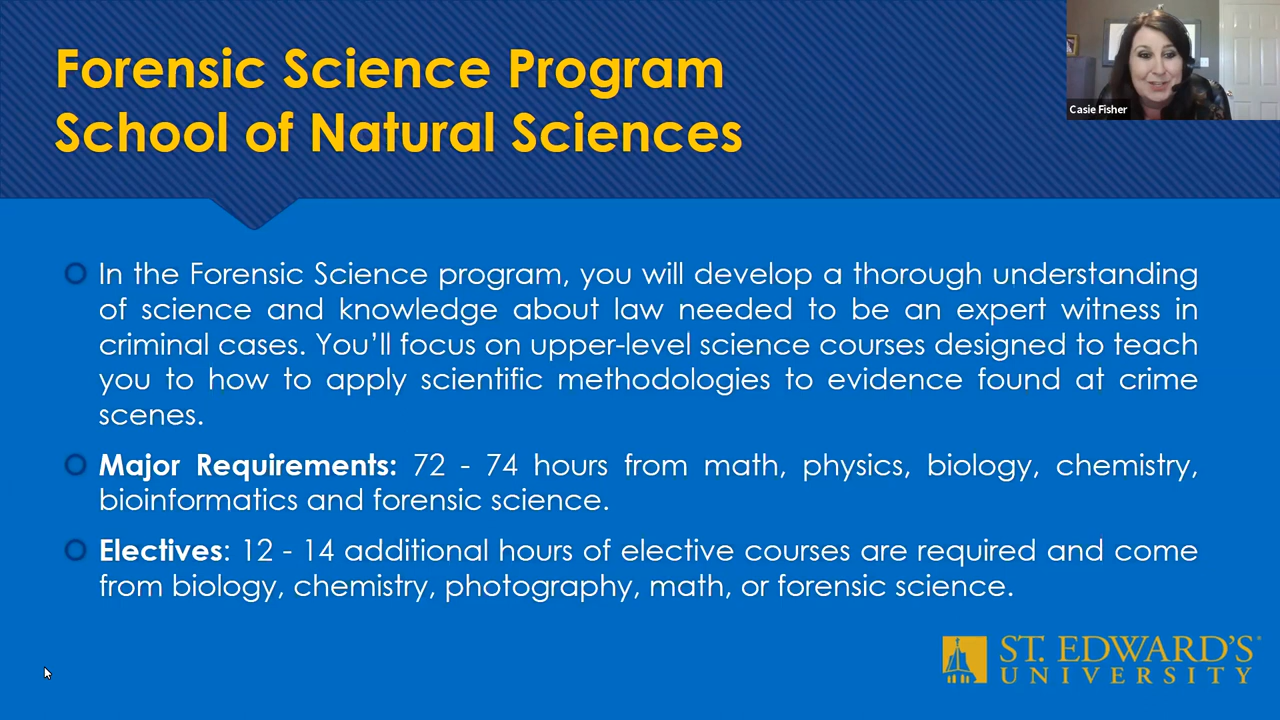 Forensic Science Program
School of Natural Sciences
Casie Fisher
In the Forensic Science program, you will develop a thorough understanding
of science and knowledge about law needed to be an expert witness in
criminal cases. You’ll focus on upper-level science courses designed to teach
you to how to apply scientific methodologies to evidence found at crime
scenes.
Major Requirements: 72 - 74 hours from math, physics, biology, chemistry,
bioinformatics and forensic science.
Electives: 12 - 14 additional hours of elective courses are required and come
from biology, chemistry, photography, math, or forensic science.
ST. EDWARD'S
UNIVERSITY